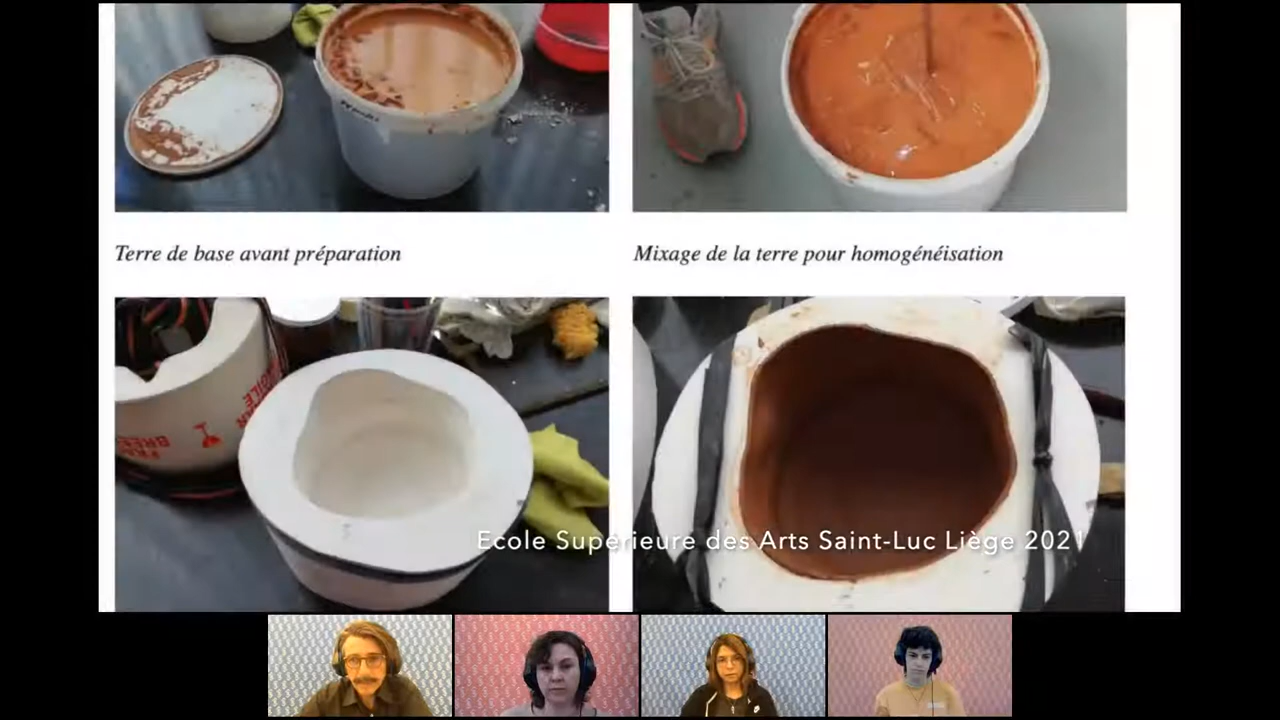 Terre de base avant préparation
Mixage de la terre pour homogénéisation
FRAGILE
Ecole Supérieure des Arts Saint-Luc Liège 2021